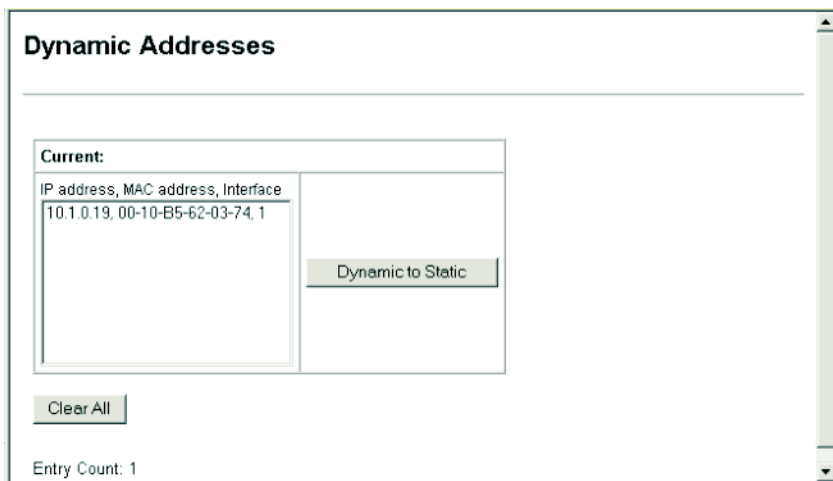 Dynamic Addresses
Current:
IP address, MAC address, Interface
10.1.0.19, 00-10-B5-62-03-74, 1
Dynamic to Static
Clear All
Entry Count: 1